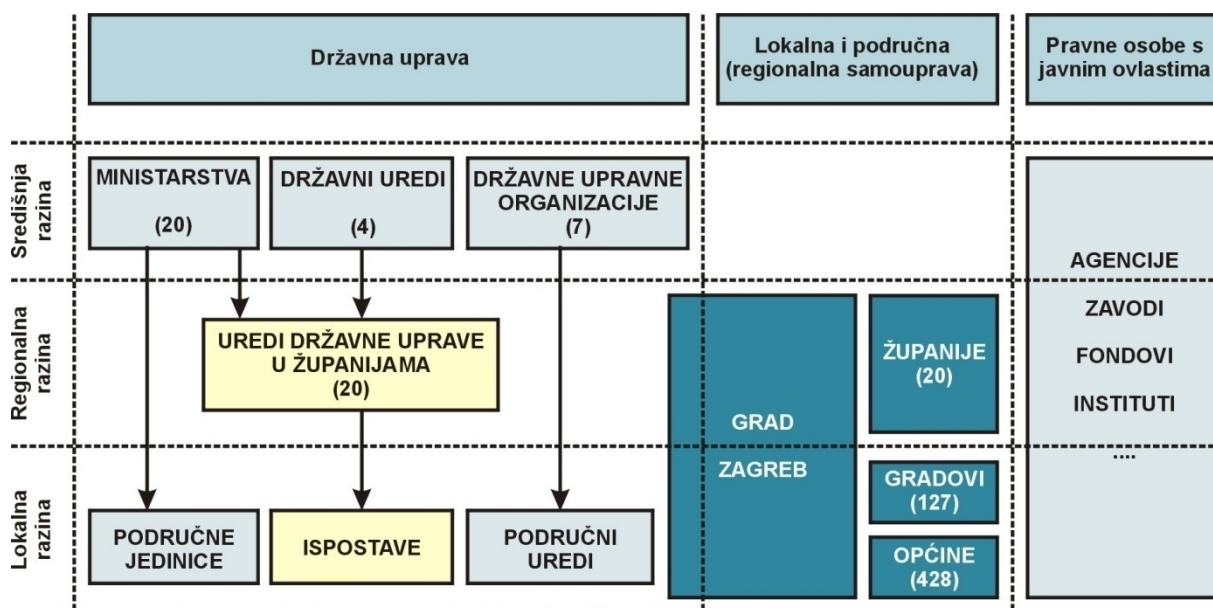 Državna uprava
Lokalna i područna
(regionalna samouprava)
Pravne osobe s
javnim ovlastima
Središnja
razina
MINISTARSTVA
(20)
DRŽAVNI UREDI
(4)
DRŽAVNE UPRAVNE
ORGANIZACIJE
(7)
Regionalna
razina
UREDI DRŽAVNE UPRAVE
U ŽUPANIJAMA
(20)
Lokalna
razina
PODRUČNE
JEDINICE
ISPOSTAVE
PODRUČNI
UREDI
GRAD
ZAGREB
ŽUPANIJE
(20)
GRADOVI
(127)
OPĆINE
(428)
AGENCIJE
ZAVODI
FONDOVI
INSTITUTI
....